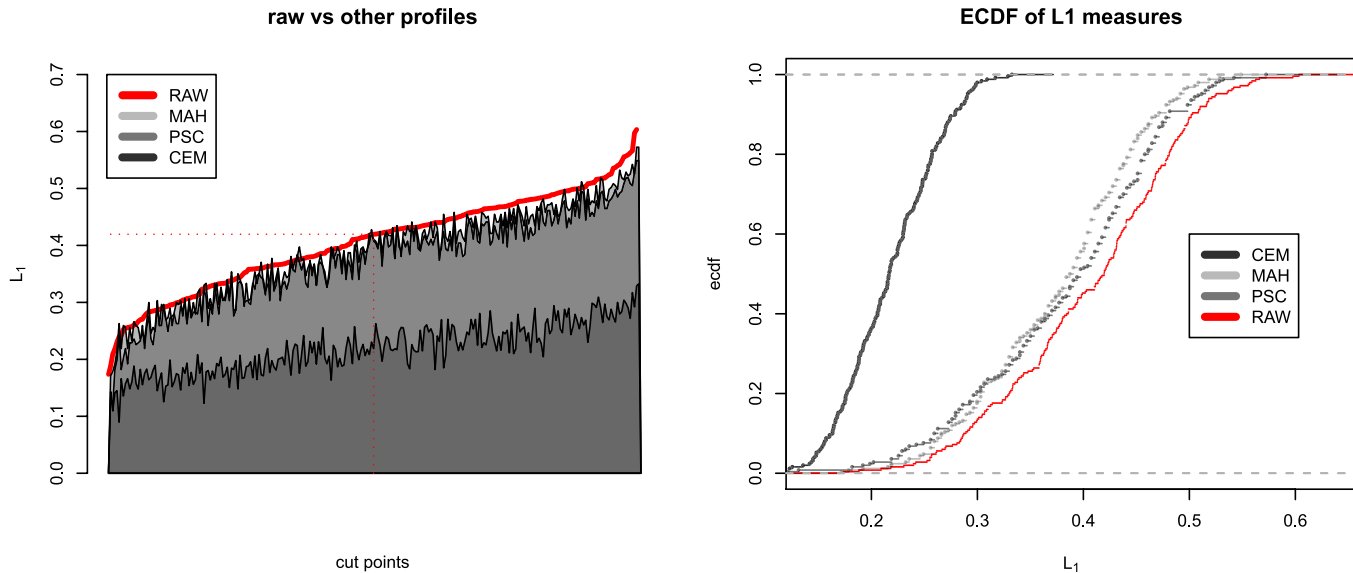 raw vs other profiles
L1
0.0
0.1
0.2
0.3
0.4
0.5
0.6
0.7
RAW
MAH
PSC
CEM
cut points
ECDF of L1 measures
ecdf
0.0
0.2
0.4
0.6
0.8
1.0
CEM
MAH
PSC
RAW
0.2
0.3
0.4
0.5
0.6
L1